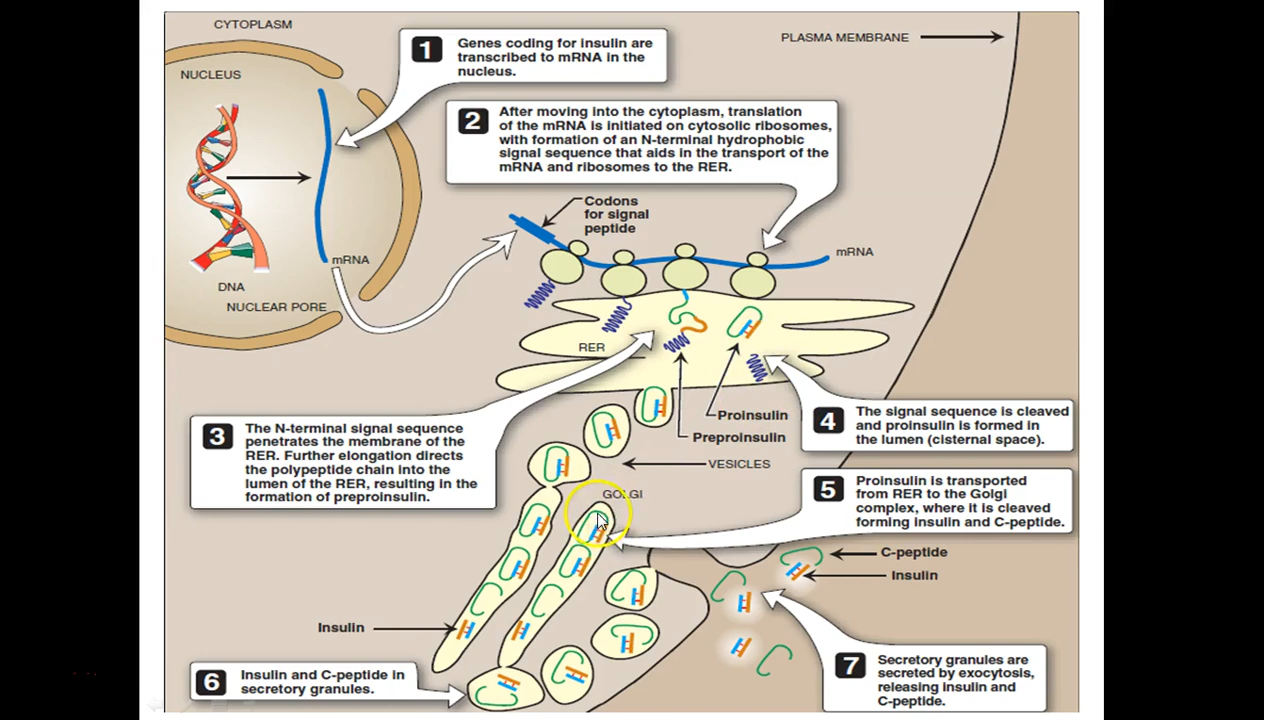 CYTOPLASM
PLASMA MEMBRANE
NUCLEUS
1
Genes coding for insulin are
transcribed to mRNA in the
nucleus.
2
After moving into the cytoplasm, translation
of the mRNA is initiated on cytosolic ribosomes,
with formation of an N-terminal hydrophobic
signal sequence that aids in the transport of the
mRNA and ribosomes to the RER.
Codons
for signal
peptide
mRNA
mRNA
DNA
NUCLEAR PORE
RER
3
The N-terminal signal sequence
penetrates the membrane of the
RER. Further elongation directs
the polypeptide chain into the
lumen of the RER, resulting in the
formation of preproinsulin.
Proinsulin
Preproinsulin
4
The signal sequence is cleaved
and proinsulin is formed in
the lumen (cisternal space).
VESICLES
GOLGI
5
Proinsulin is transported
from RER to the Golgi
complex, where it is cleaved
forming insulin and C-peptide.
C-peptide
Insulin
Insulin
6
Insulin and C-peptide in
secretory granules.
7
Secretory granules are
secreted by exocytosis,
releasing insulin and
C-peptide.